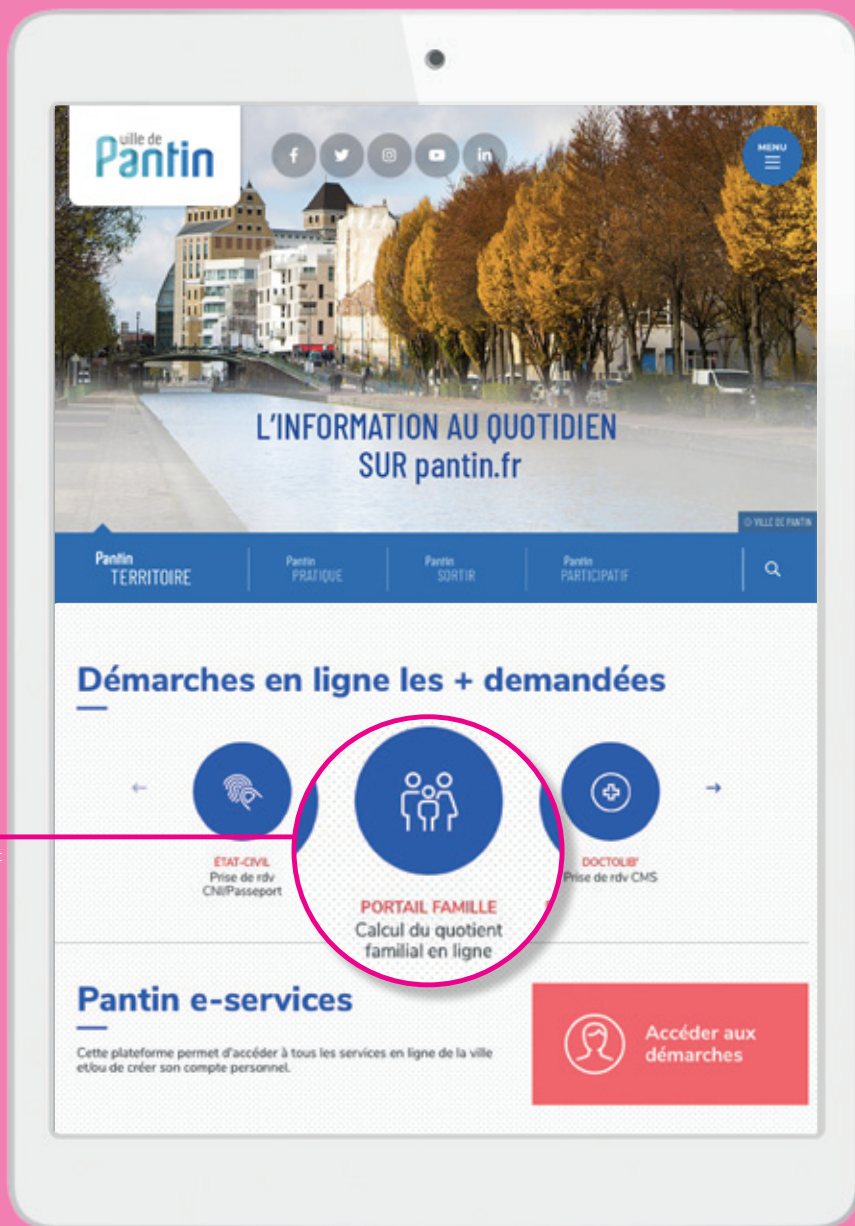 ville de
Pantin
MENU
L'INFORMATION AU QUOTIDIEN
SUR pantin.fr
© VILLE DE PANTIN
Pantin
TERRITOIRE
Pantin
PRATIQUE
Pantin
SORTIR
Pantin
PARTICIPATIF
Démarches en ligne les + demandées
ÉTAT-CIVIL
Prise de rdv
CNI/Passeport
PORTAIL FAMILLE
Calcul du quotient
familial en ligne
DOCTOLIB'
Prise de rdv CMS
Pantin e-services
Cette plateforme permet d'accéder à tous les services en ligne de la ville
et/ou de créer son compte personnel.
Accéder aux
démarches